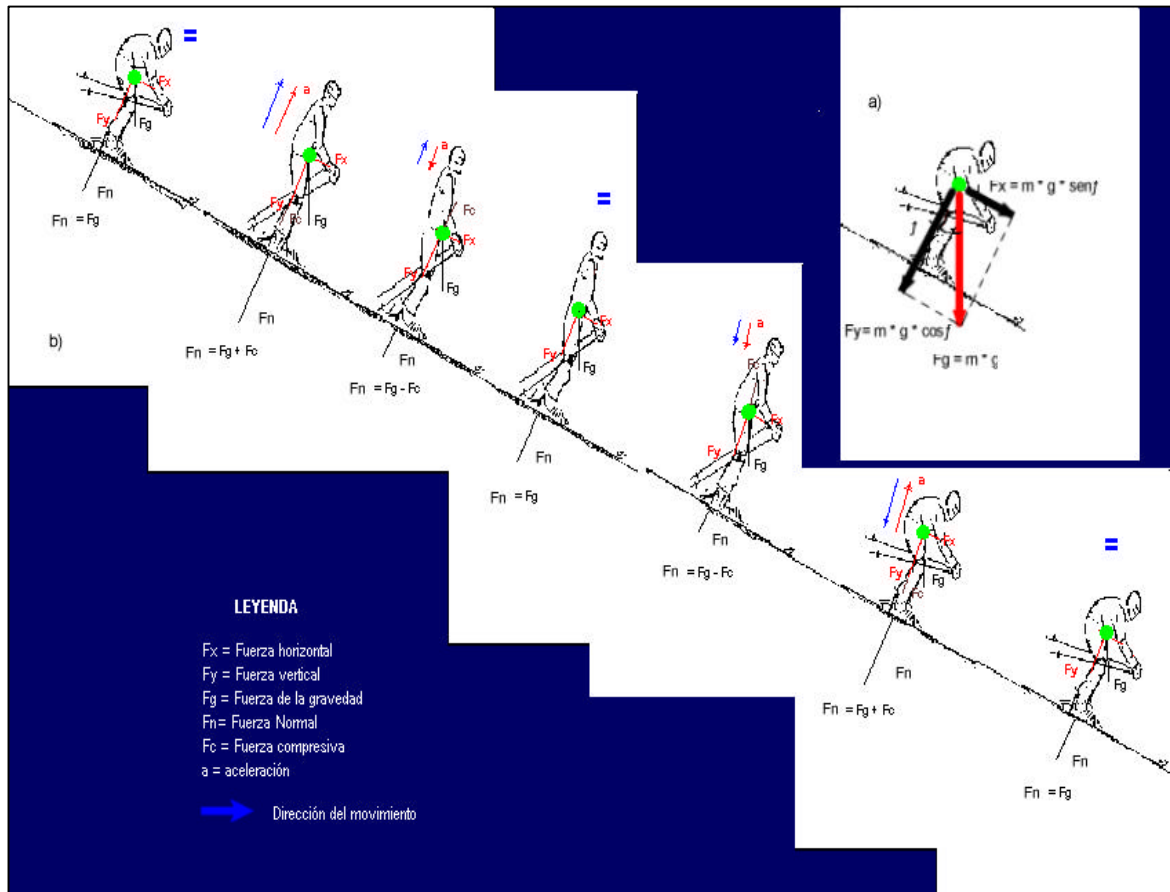 =
Fx
Fy
Fg
Fn
Fn = Fg
a
Fx
Fy
Fc
Fg
Fn
Fn = Fg + Fc
a
Fc
Fx
Fy
Fg
Fn
Fn = Fg - Fc
=
Fx
Fy
Fg
Fn
Fn = Fg
a
Fc
Fx
Fy
Fg
Fn
Fn = Fg - Fc
a
Fx
Fy
Fg
Fc
Fn
Fn = Fg + Fc
=
Fy
Fg
Fn
Fn = Fg
a)
Fx = m * g * senƒ
ƒ
Fy = m * g * cosƒ
Fg = m * g
b)
LEYENDA
Fx = Fuerza horizontal
Fy = Fuerza vertical
Fg = Fuerza de la gravedad
Fn= Fuerza Normal
Fc = Fuerza compresiva
a = aceleración
Dirección del movimiento